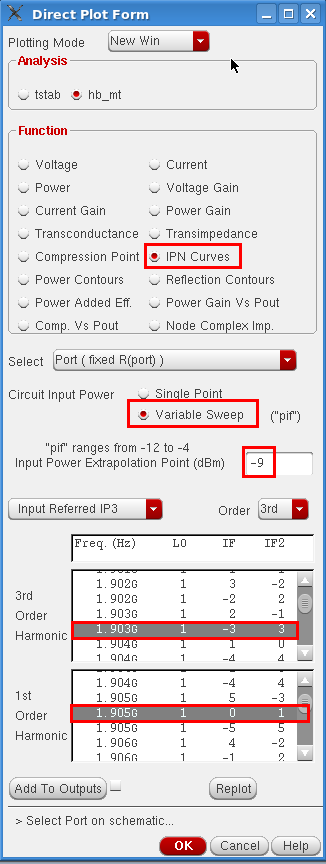 Direct Plot Form
Plotting Mode New Win
Analysis
tstab hb_mt
Function
Voltage Current
Power Voltage Gain
Current Gain Power Gain
Transconductance Transimpedance
Compression Point IPN Curves
Power Contours Reflection Contours
Power Added Eff. Power Gain Vs Pout
Comp. Vs Pout Node Complex Imp.
Select Port ( fixed R(port) )
Circuit Input Power Single Point
Variable Sweep ("pif")
"pif" ranges from -12 to -4
Input Power Extrapolation Point (dBm) -9
Input Referred IP3 Order 3rd
Freq. (Hz) LO IF IF2
3rd
Order
Harmonic
1.902G 1 3 -2
1.902G 1 -2 2
1.903G 1 2 -1
1.903G 1 -3 3
1.904G 1 1 0
1.904G 1 -4 4
1st
Order
Harmonic
1.904G 1 -4 4
1.905G 1 5 -3
1.905G 1 0 1
1.905G 1 -5 5
1.906G 1 4 -2
1.906G 1 -1 2
Add To Outputs Replot
> Select Port on schematic...
OK Cancel Help